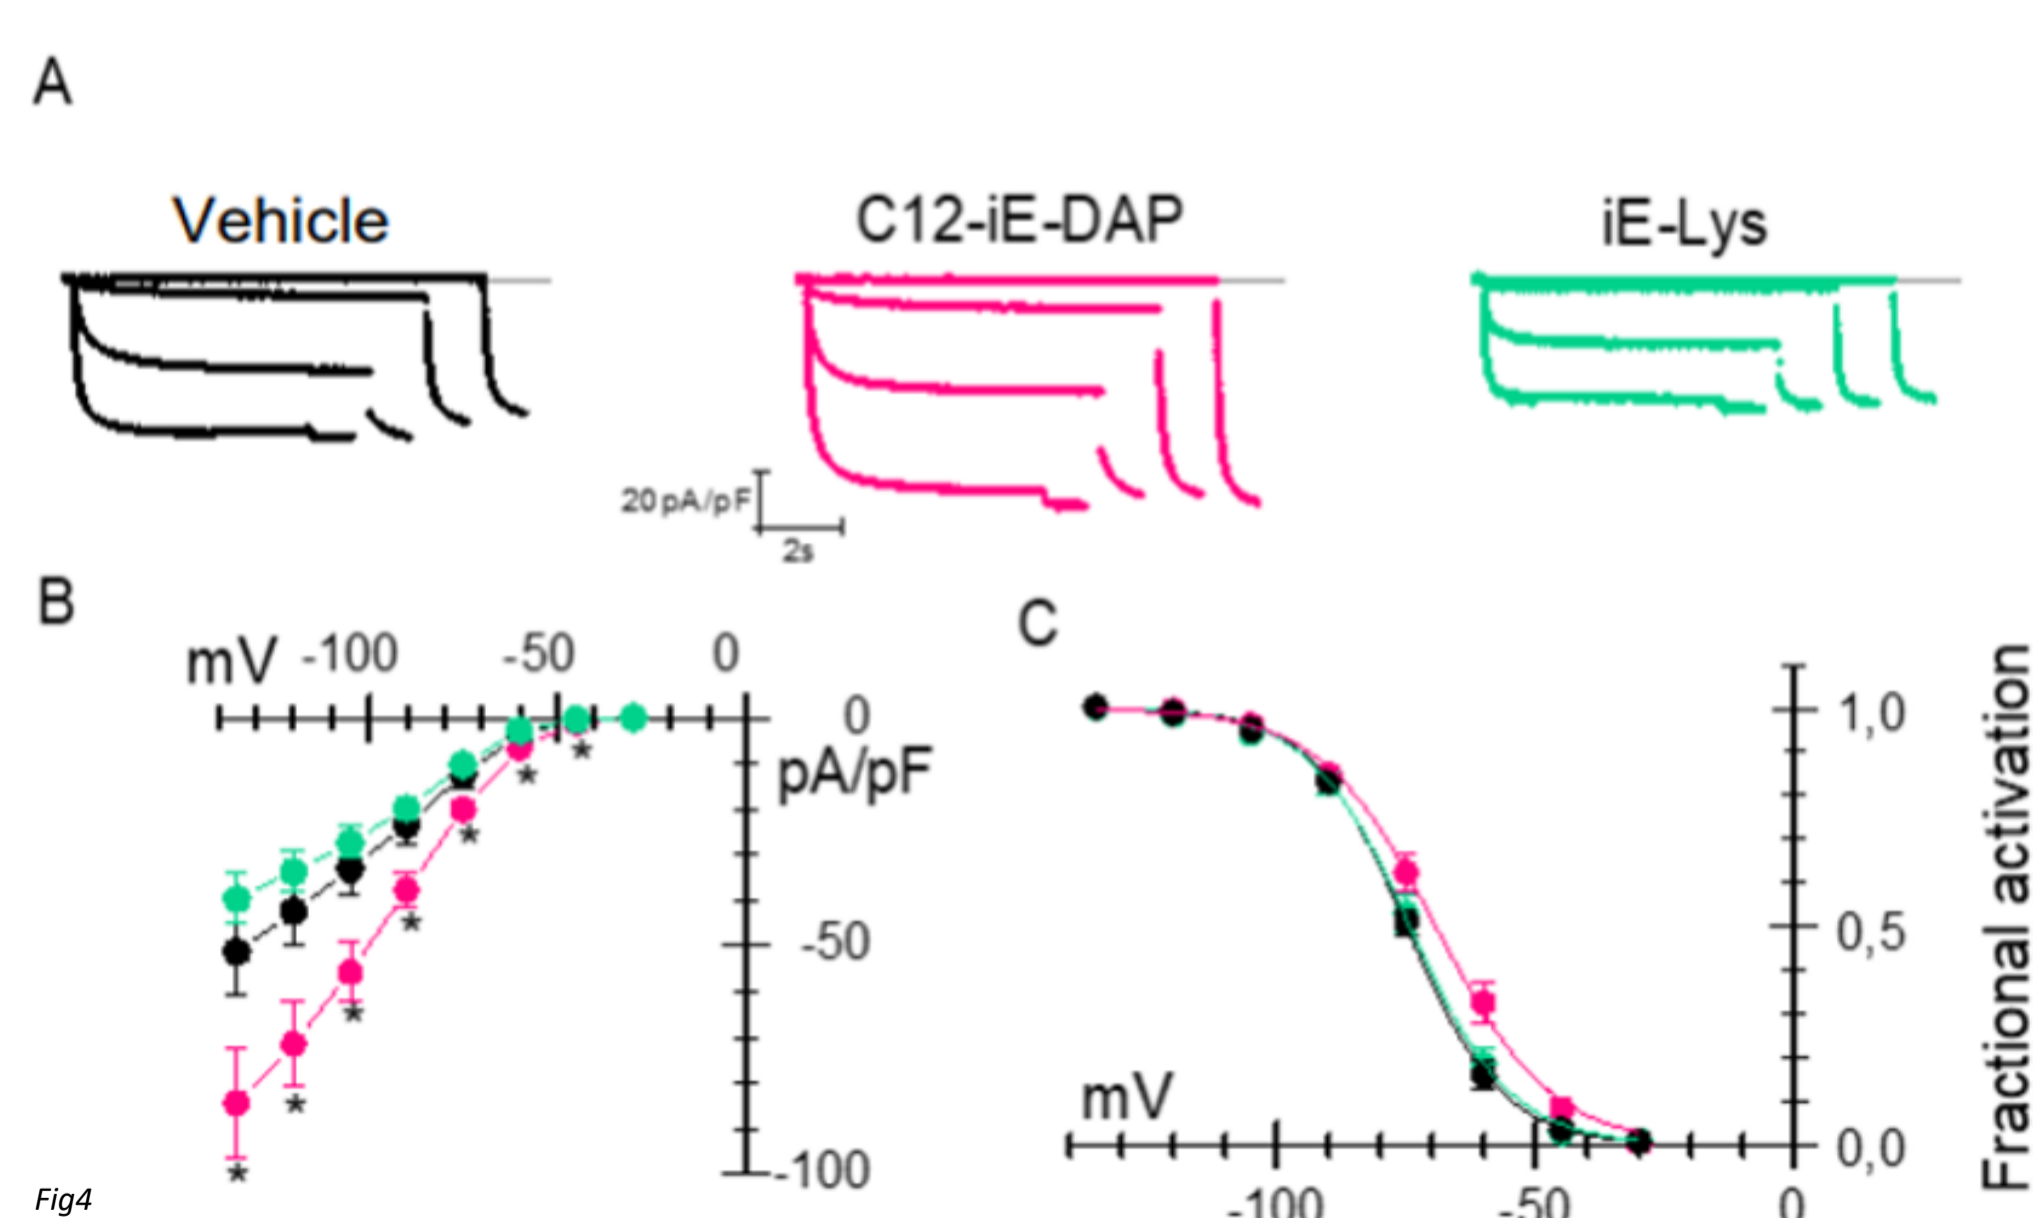 A
Vehicle
C12-iE-DAP
iE-Lys
20 pA/pF
2s
B
mV -100 -50 0
0
pA/pF
*
*
*
*
-50
*
*
*
-100
C
1,0
0,5
mV
0,0
-100 -50 0
Fractional activation
Fig4